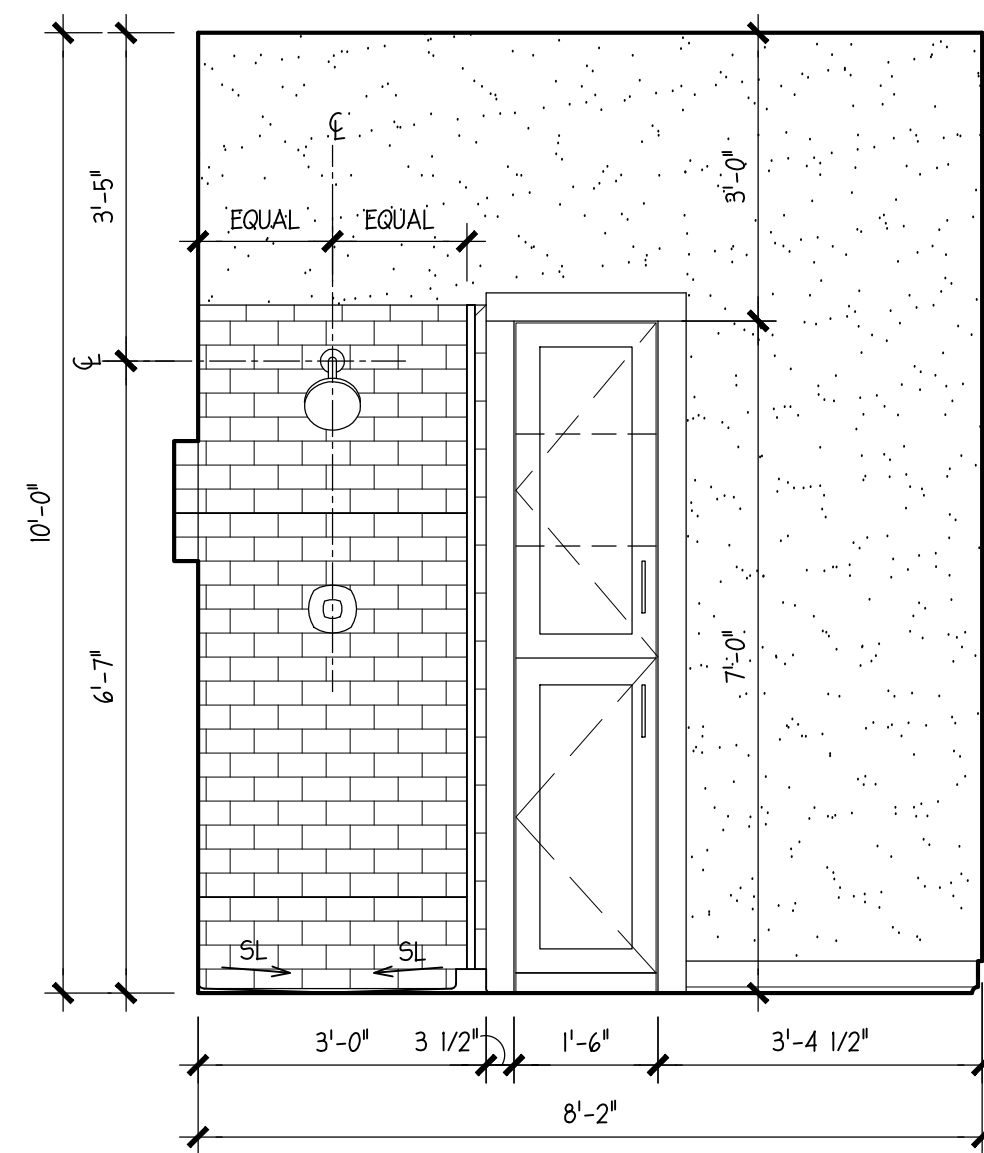 ℄
3'-5"
3'-0"
EQUAL EQUAL
℄
10'-0"
6'-7"
7'-0"
SL SL
3'-0" 3 1/2" 1'-6" 3'-4 1/2"
8'-2"